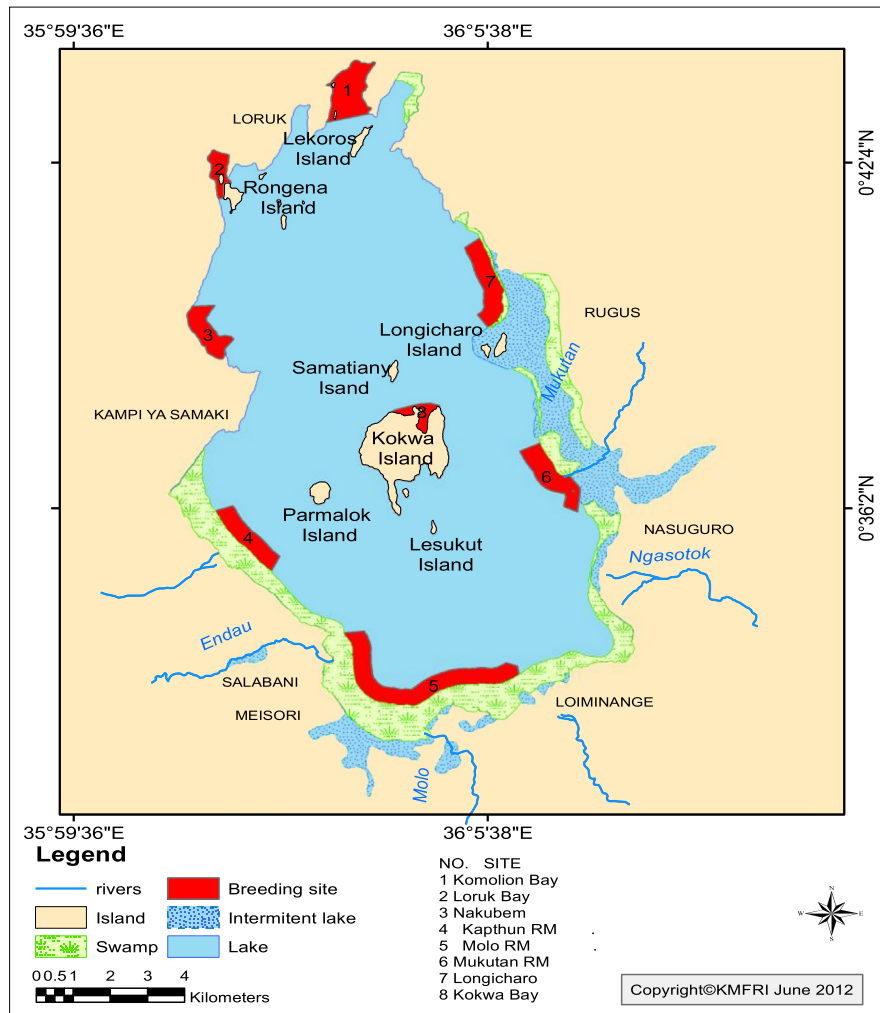 35°59'36"E
36°5'38"E
1
LORUK
Lekoros
Island
0°42'4"N
2
Rongena
Island
7
RUGUS
3
Longicharo
Island
Samatiany
Isand
Mukutan
KAMPI YA SAMAKI
8
Kokwa
Island
6
Parmalok
Island
0°36'2"N
4
NASUGURO
Lesukut
Island
Ngasotok
Endau
SALABANI
5
MEISORI
LOIMINANGE
Molo
35°59'36"E
36°5'38"E
Legend
rivers
Breeding site
Island
Intermitent lake
Swamp
Lake
0 0.5 1 2 3 4
Kilometers
NO. SITE
1 Komolion Bay
2 Loruk Bay
3 Nakubem
4 Kapthun RM .
5 Molo RM .
6 Mukutan RM
7 Longicharo
8 Kokwa Bay
N
W E
S
Copyright©KMFRI June 2012